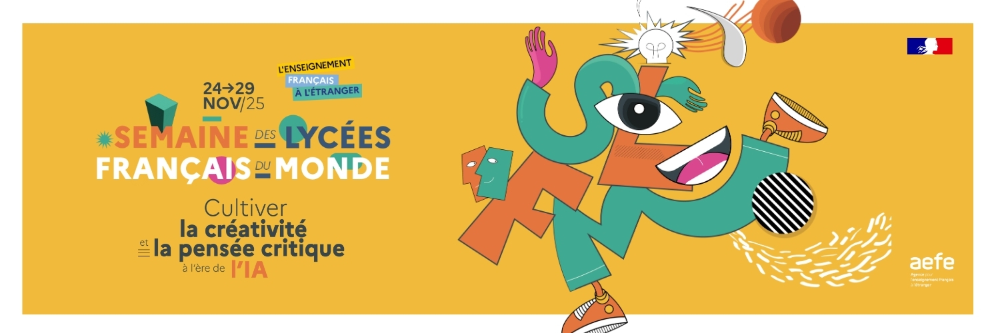 L'ENSEIGNEMENT
FRANÇAIS
À L'ÉTRANGER
24→29
NOV/25
SEMAINE DES LYCÉES
FRANÇAIS DU MONDE
Cultiver
la créativité
et la pensée critique
à l'ère de l'IA
aefe
Agence pour
l'enseignement français
à l'étranger